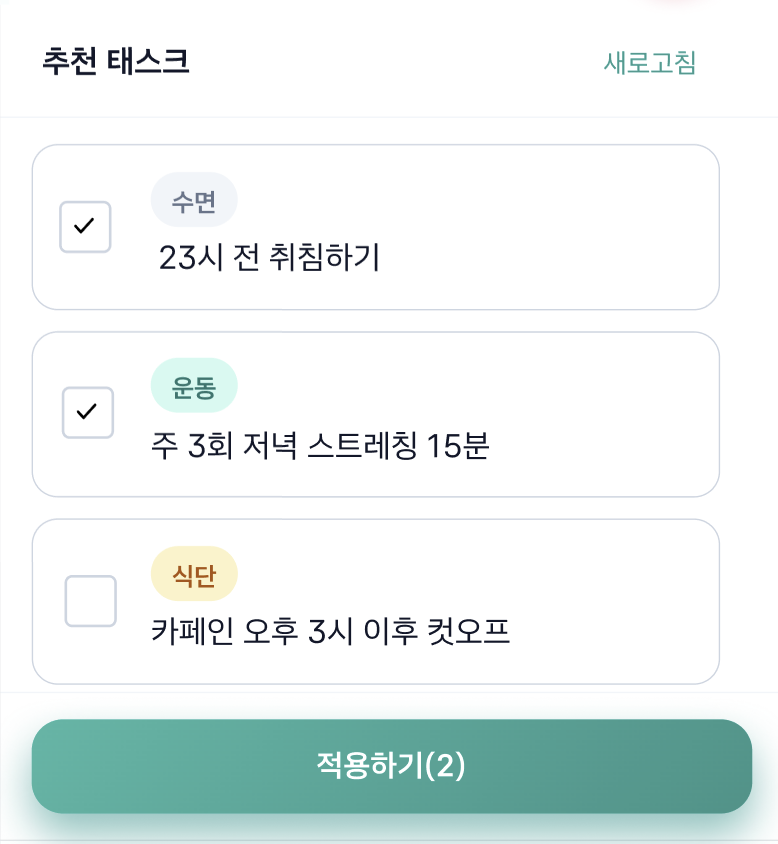 추천 태스크 새로고침
수면
23시 전 취침하기
운동
주 3회 저녁 스트레칭 15분
식단
카페인 오후 3시 이후 컷오프
적용하기(2)